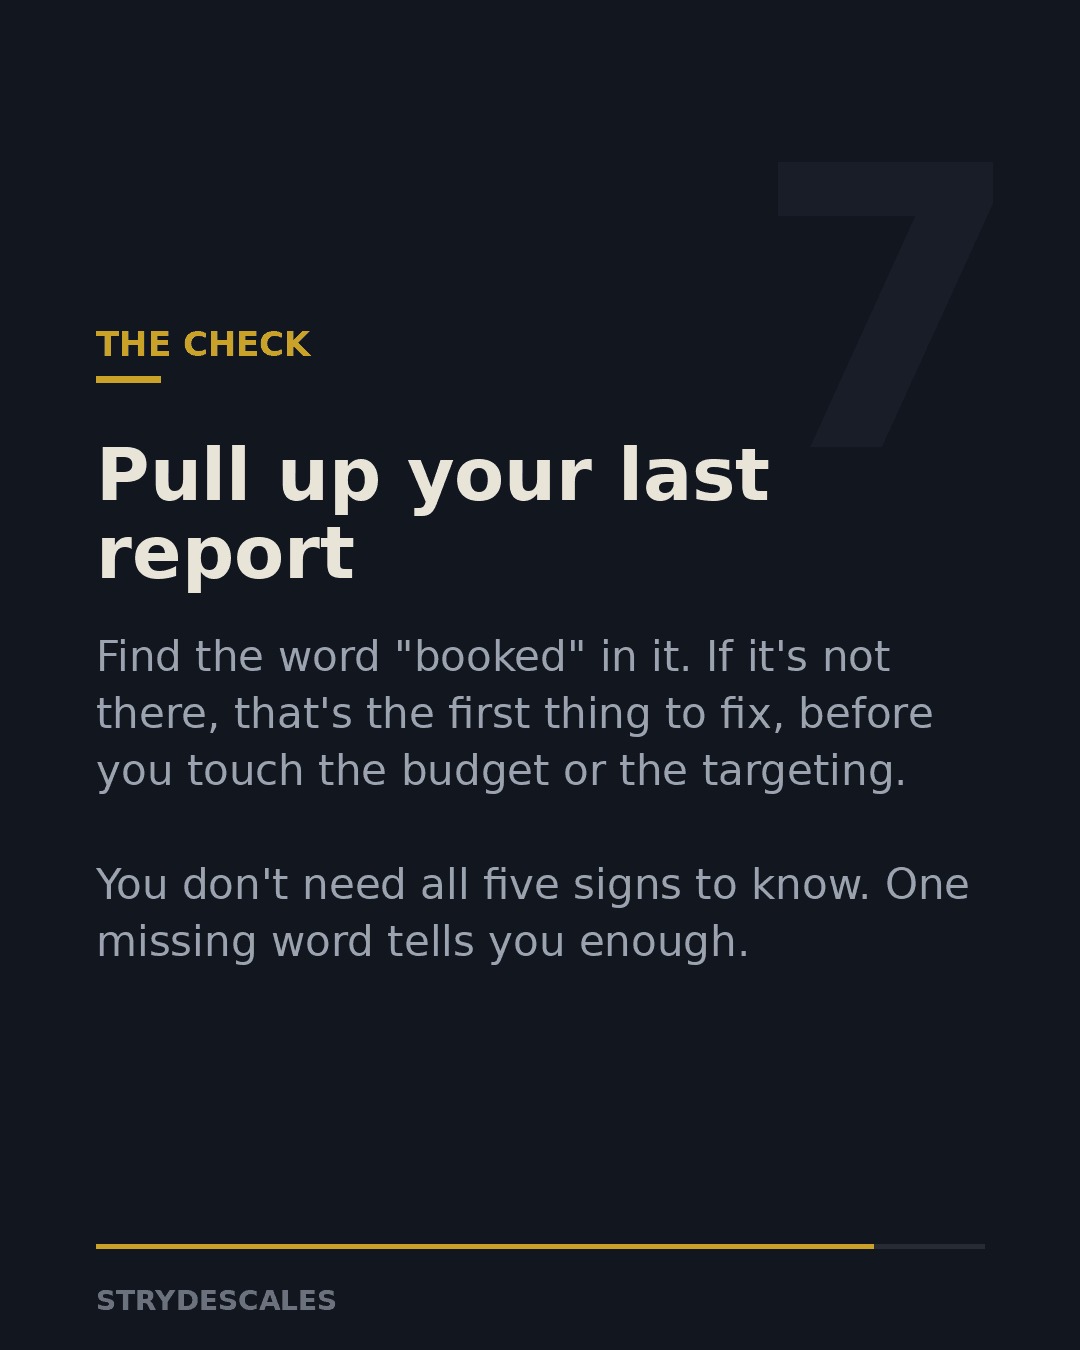 7
THE CHECK
Pull up your last
report
Find the word "booked" in it. If it's not
there, that's the first thing to fix, before
you touch the budget or the targeting.
You don't need all five signs to know. One
missing word tells you enough.
STRYDESCALES